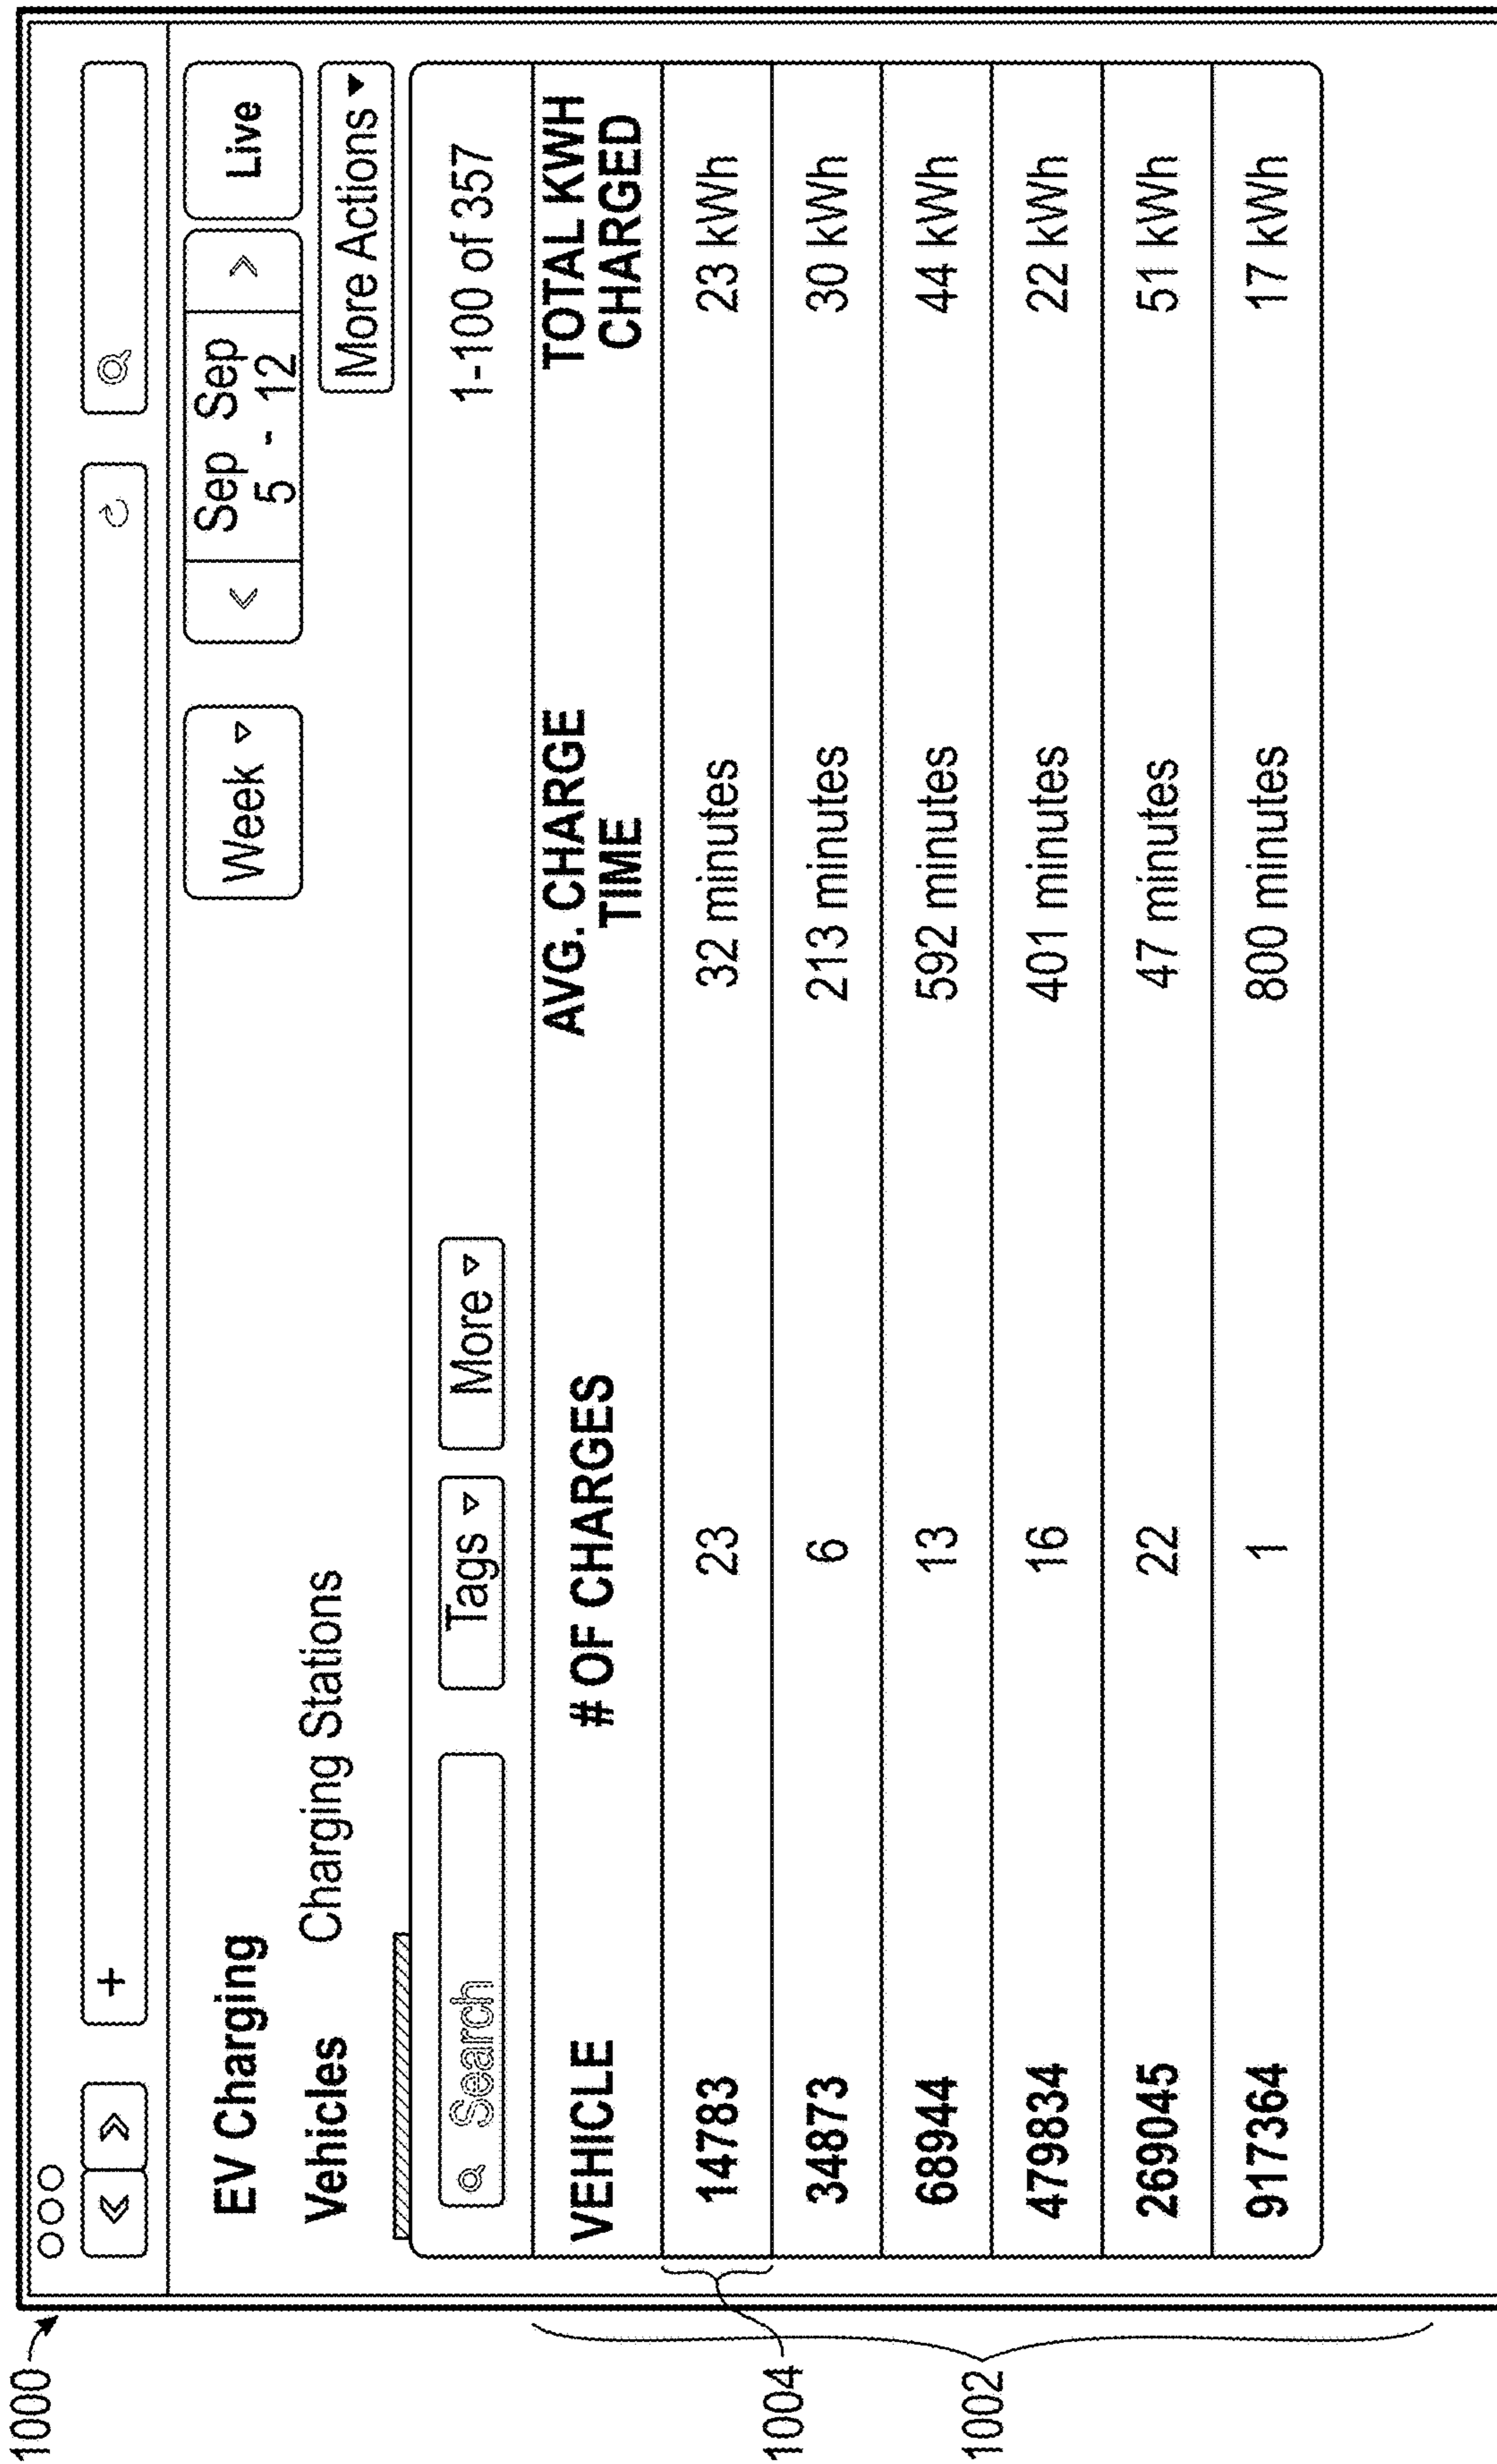 1000
+
EV Charging
Week
<
Sep Sep
5 - 12
>
Live
Vehicles
Charging Stations
More Actions
Search
Tags
More
1-100 of 357
VEHICLE
# OF CHARGES
AVG. CHARGE
TIME
TOTAL KWH
CHARGED
1004
14783 23 32 minutes 23 kWh
34873 6 213 minutes 30 kWh
1002
68944 13 592 minutes 44 kWh
479834 16 401 minutes 22 kWh
269045 22 47 minutes 51 kWh
917364 1 800 minutes 17 kWh